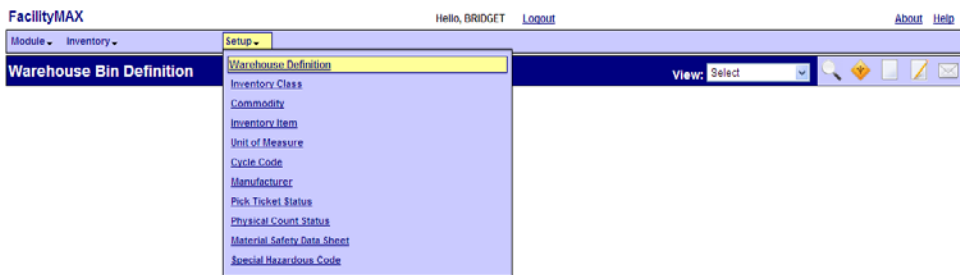 FacilityMAX Hello, BRIDGET Logout About Help
Module Inventory Setup
Warehouse Bin Definition View: Select
Warehouse Definition
Inventory Class
Commodity
Inventory Item
Unit of Measure
Cycle Code
Manufacturer
Pick Ticket Status
Physical Count Status
Material Safety Data Sheet
Special Hazardous Code